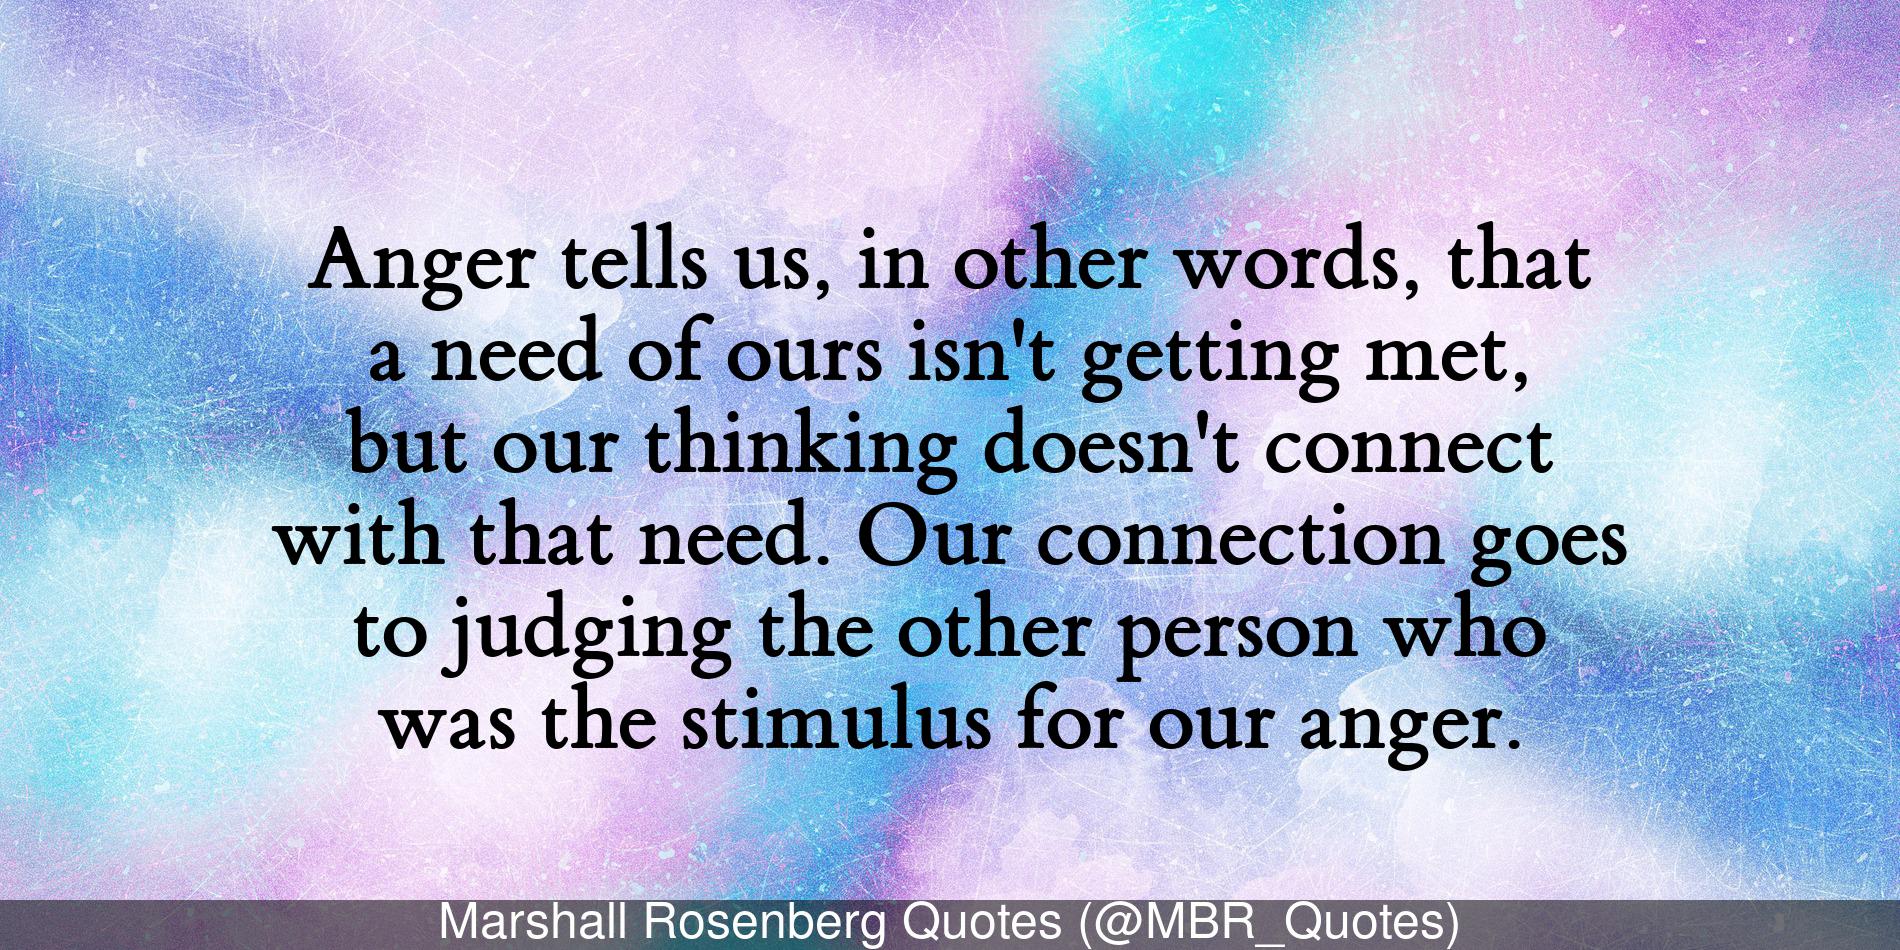 Anger tells us, in other words, that
a need of ours isn't getting met,
but our thinking doesn't connect
with that need. Our connection goes
to judging the other person who
was the stimulus for our anger.
Marshall Rosenberg Quotes (@MBR_Quotes)